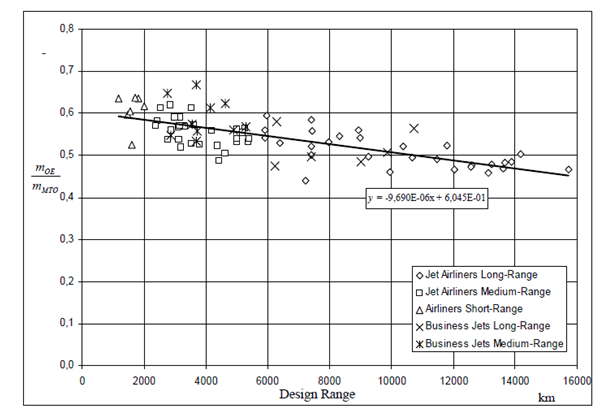 0,8
0,7
0,6
0,5
0,4
0,3
0,2
0,1
0,0
m_OE
m_MTO
y = -9,690E-06x + 6,045E-01
Jet Airliners Long-Range
Jet Airliners Medium-Range
Airliners Short-Range
Business Jets Long-Range
Business Jets Medium-Range
0 2000 4000 6000 8000 10000 12000 14000 16000
Design Range km